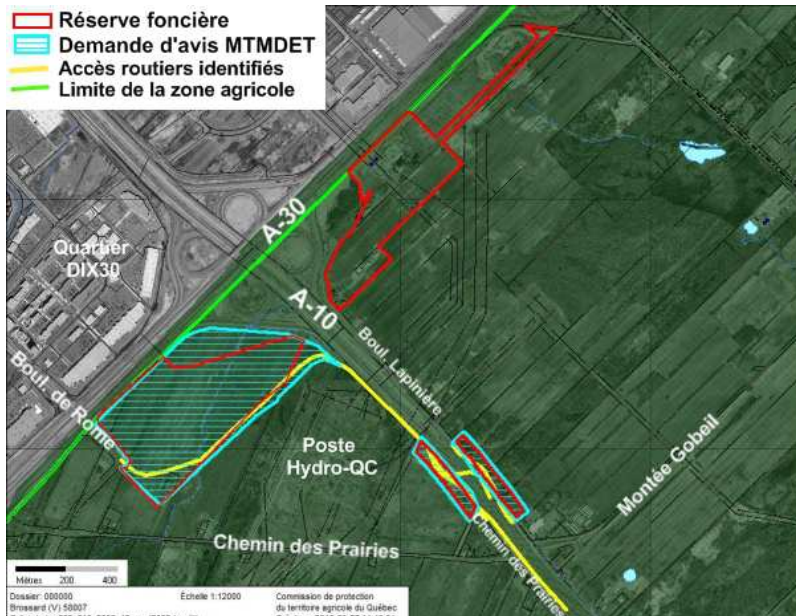 Réserve foncière
Demande d'avis MTMDET
Accès routiers identifiés
Limite de la zone agricole
A-30
Quartier
DIX30
A-10
Boul. Lapinière
Boul. de Rome
Poste
Hydro-QC
Montée Gobeil
Chemin des Prairies
Chemin des Prairies
Mètres 200 400
Dossier: 000000
Échelle 1:12000
Commission de protection
Brossard (V) 58007
du territoire agricole du Québec